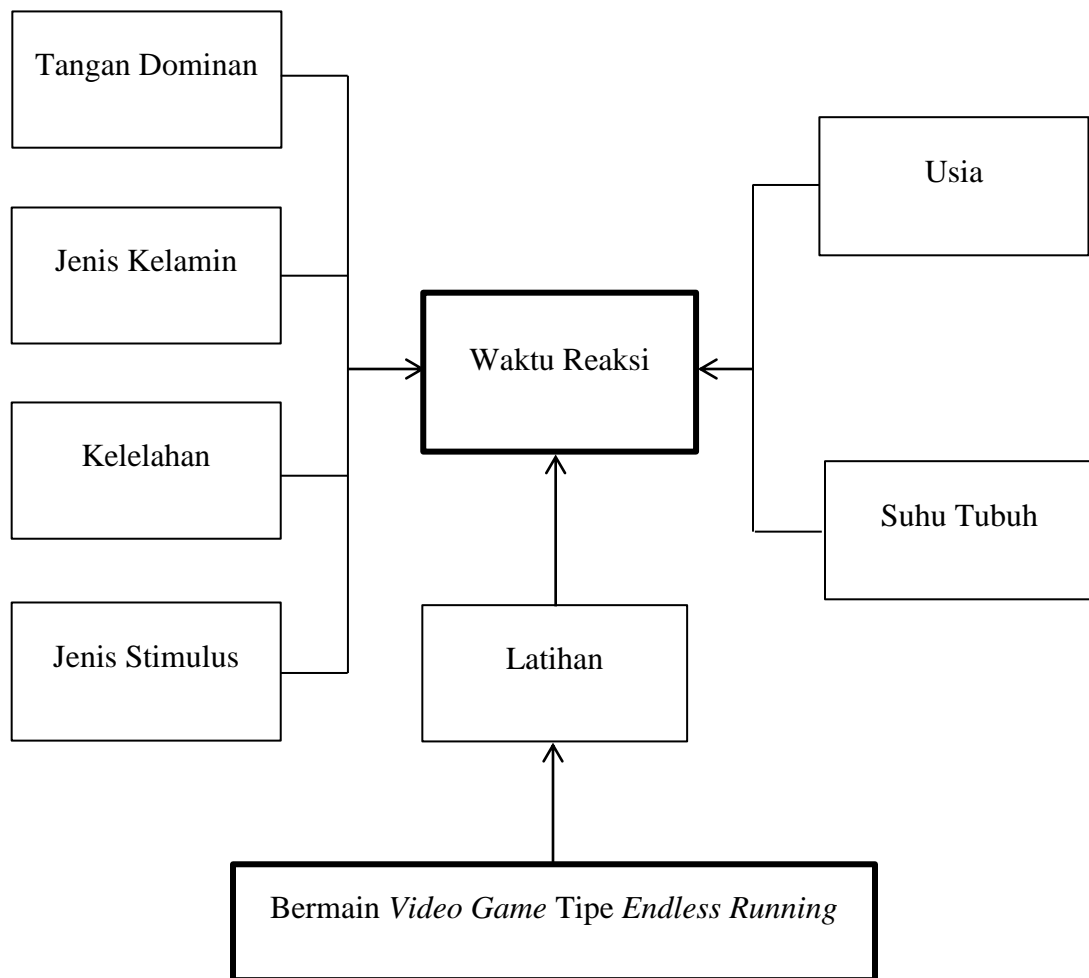 Tangan Dominan
Usia
Jenis Kelamin
Waktu Reaksi
Kelelahan
Suhu Tubuh
Jenis Stimulus
Latihan
Bermain Video Game Tipe Endless Running